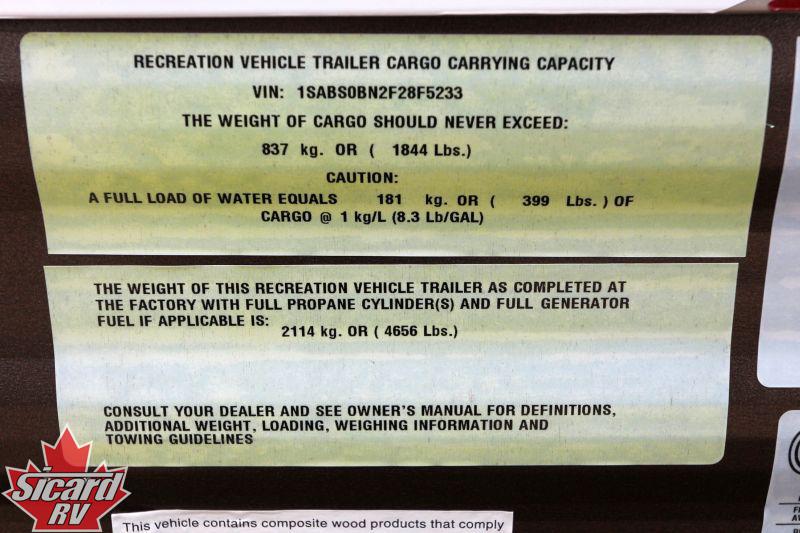 RECREATION VEHICLE TRAILER CARGO CARRYING CAPACITY
VIN: 1SABS0BN2F28F5233
THE WEIGHT OF CARGO SHOULD NEVER EXCEED:
837 kg. OR ( 1844 Lbs.)
CAUTION:
A FULL LOAD OF WATER EQUALS 181 kg. OR ( 399 Lbs. ) OF
CARGO @ 1 kg/L (8.3 Lb/GAL)
THE WEIGHT OF THIS RECREATION VEHICLE TRAILER AS COMPLETED AT
THE FACTORY WITH FULL PROPANE CYLINDER(S) AND FULL GENERATOR
FUEL IF APPLICABLE IS:
2114 kg. OR ( 4656 Lbs.)
CONSULT YOUR DEALER AND SEE OWNER'S MANUAL FOR DEFINITIONS,
ADDITIONAL WEIGHT, LOADING, WEIGHING INFORMATION AND
TOWING GUIDELINES
Sicard
RV
This vehicle contains composite wood products that comply